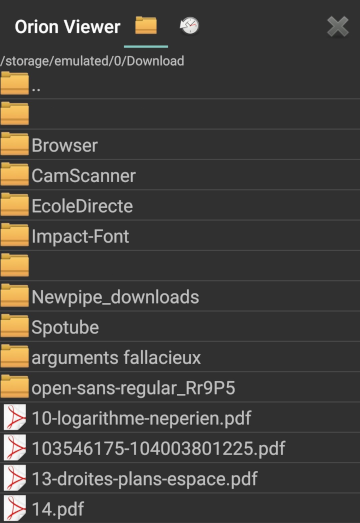 Orion Viewer
/storage/emulated/0/Download
..
Browser
CamScanner
EcoleDirecte
Impact-Font
Newpipe_downloads
Spotube
arguments fallacieux
open-sans-regular_Rr9P5
10-logarithme-neperien.pdf
103546175-104003801225.pdf
13-droites-plans-espace.pdf
14.pdf